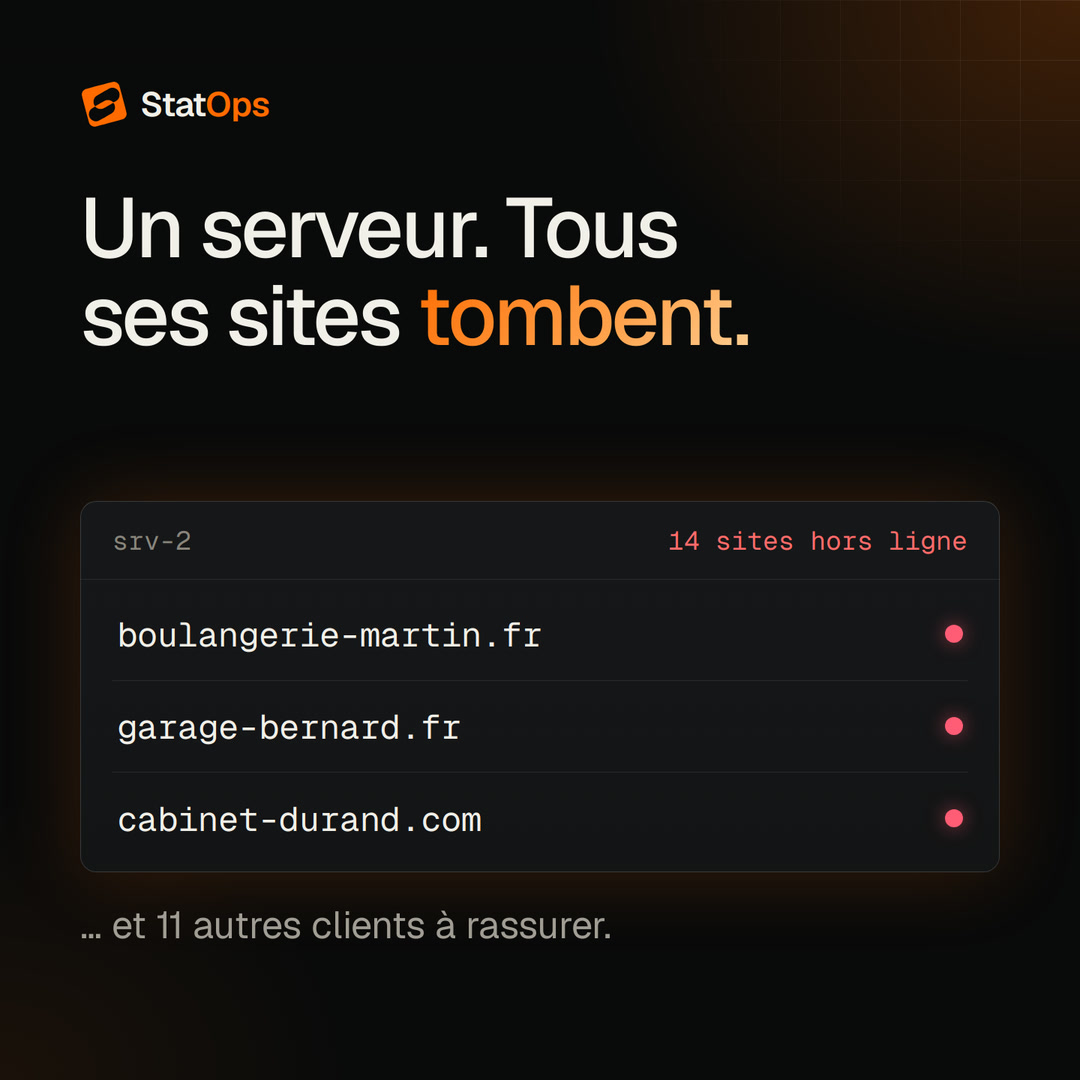 StatOps
Un serveur. Tous
ses sites tombent.
srv-2 14 sites hors ligne
boulangerie-martin.fr
garage-bernard.fr
cabinet-durand.com
… et 11 autres clients à rassurer.